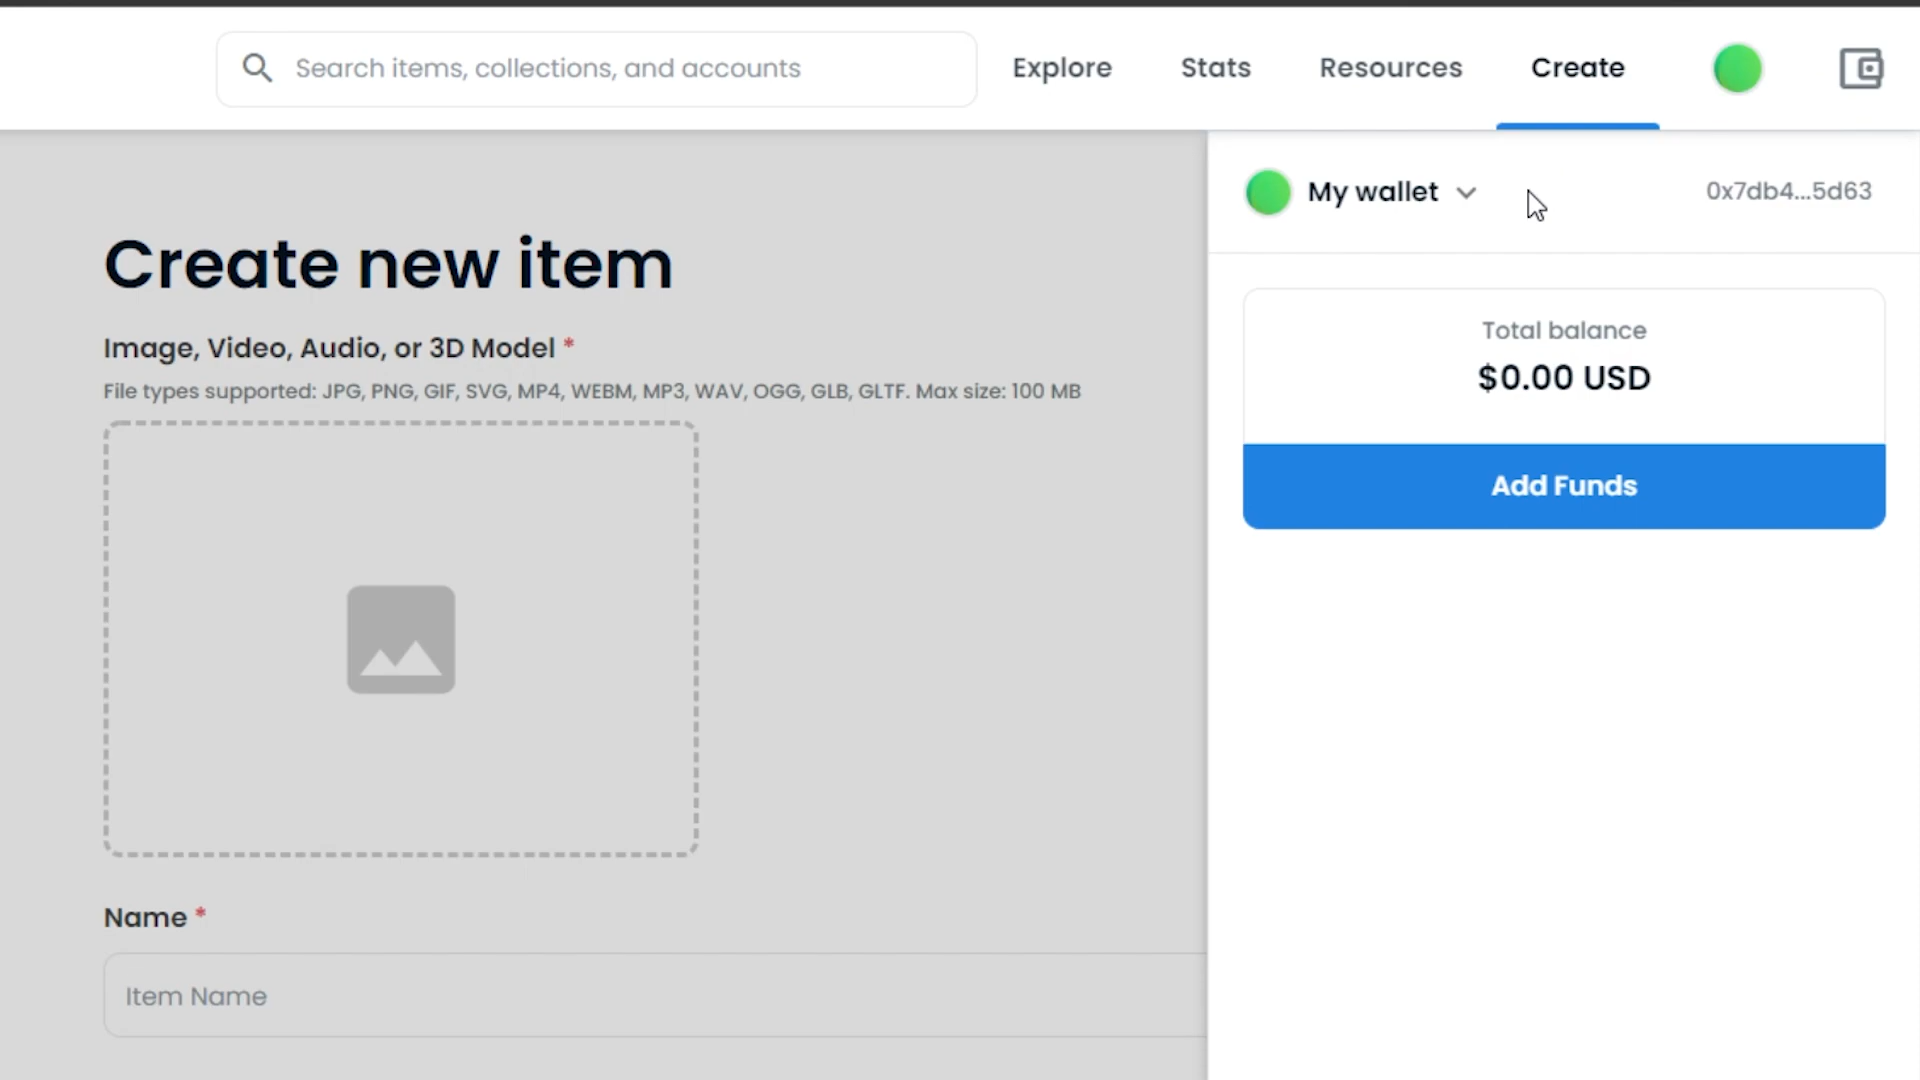 Search items, collections, and accounts
Explore
Stats
Resources
Create
My wallet
0x7db4...5d63
Total balance
$0.00 USD
Add Funds
Create new item
Image, Video, Audio, or 3D Model *
File types supported: JPG, PNG, GIF, SVG, MP4, WEBM, MP3, WAV, OGG, GLB, GLTF. Max size: 100 MB
Name *
Item Name